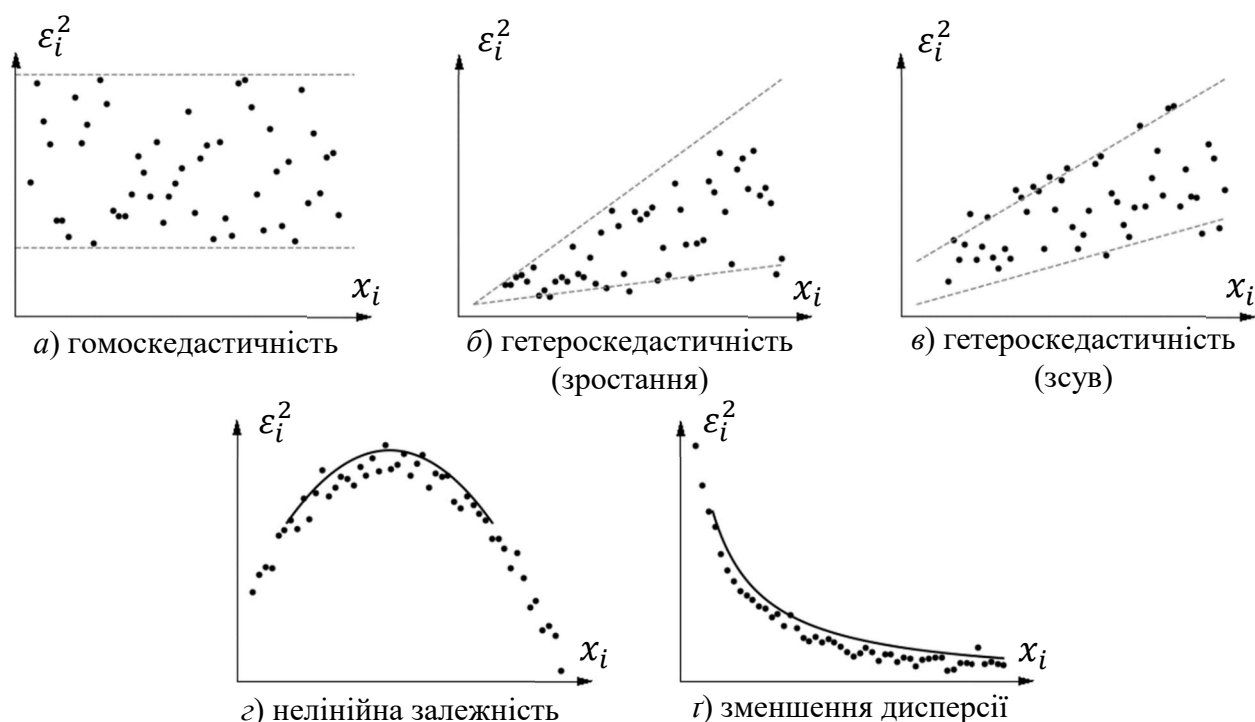 ε_i^2
x_i
а) гомоскедастичність
ε_i^2
x_i
б) гетероскедастичність
(зростання)
ε_i^2
x_i
в) гетероскедастичність
(зсув)
ε_i^2
x_i
г) нелінійна залежність
ε_i^2
x_i
ґ) зменшення дисперсії